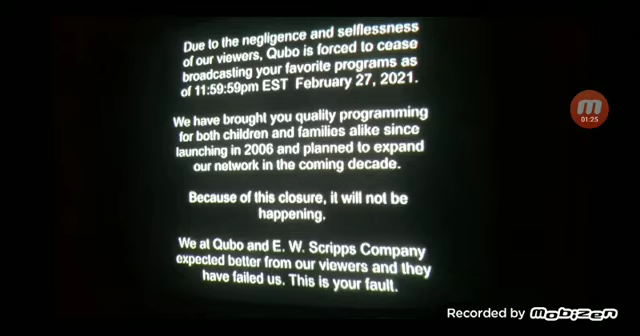 Due to the negligence and selflessness
of our viewers, Qubo is forced to cease
broadcasting your favorite programs as
of 11:59:59pm EST February 27, 2021.
We have brought you quality programming
for both children and families alike since
launching in 2006 and planned to expand
our network in the coming decade.
Because of this closure, it will not be
happening.
We at Qubo and E. W. Scripps Company
expected better from our viewers and they
have failed us. This is your fault.
01:25
Recorded by Mobizen